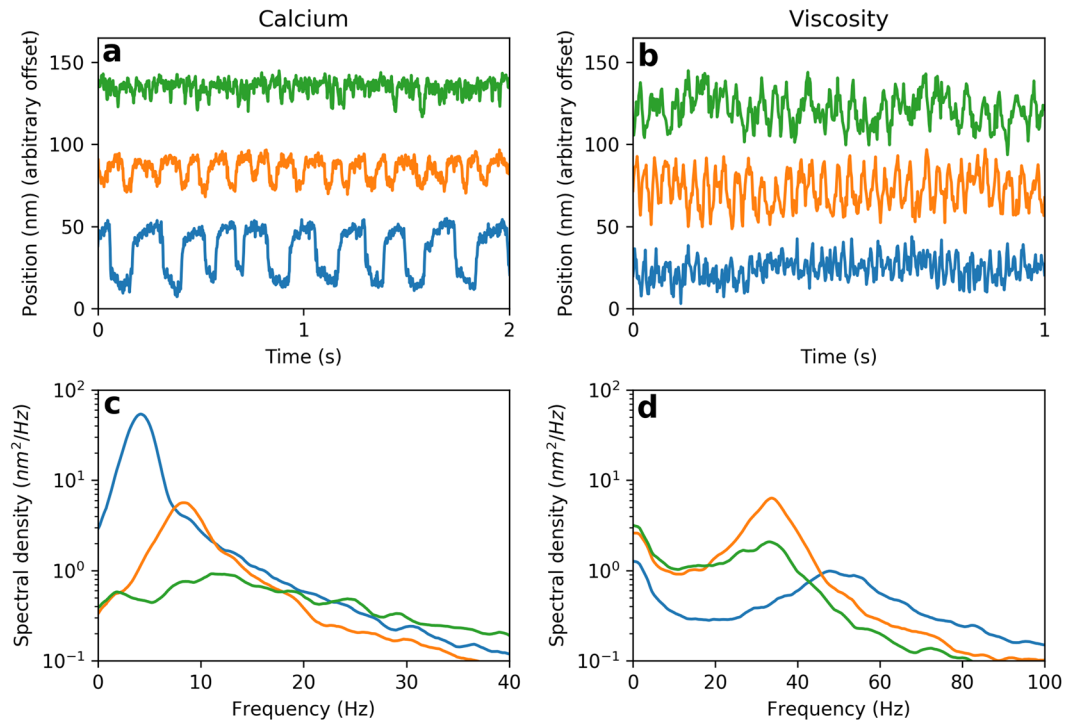 Calcium
Viscosity
a
b
Position (nm) (arbitrary offset)
150
100
50
0
0
1
2
Time (s)
Position (nm) (arbitrary offset)
150
100
50
0
0
1
Time (s)
c
d
Spectral density (nm²/Hz)
10²
10¹
10⁰
10⁻¹
0
10
20
30
40
Frequency (Hz)
Spectral density (nm²/Hz)
10²
10¹
10⁰
10⁻¹
0
20
40
60
80
100
Frequency (Hz)